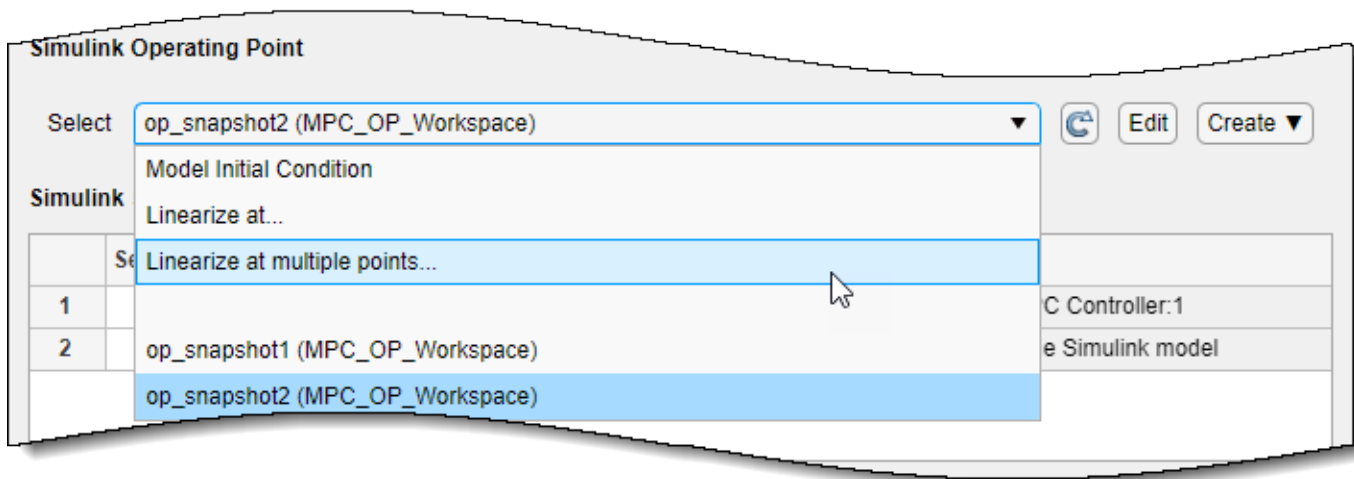 Simulink Operating Point
Select op_snapshot2 (MPC_OP_Workspace) Edit Create
Model Initial Condition
Simulink
Linearize at...
Linearize at multiple points...
1 C Controller:1
2 op_snapshot1 (MPC_OP_Workspace) e Simulink model
op_snapshot2 (MPC_OP_Workspace)